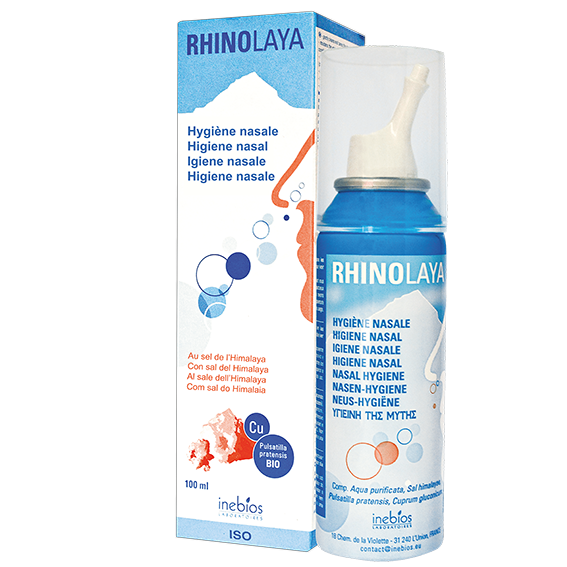 RHINOLAYA
Hygiène nasale
Higiene nasal
Igiene nasale
Higiene nasale
Au sel de l'Himalaya
Con sal del Himalaya
Al sale dell'Himalaya
Com sal do Himalaia
Cu
Pulsatilla
pratensis
BIO
100 ml
inebios
LABORATOIRES
ISO
RHINOLAYA
HYGIÈNE NASALE
HIGIENE NASAL
IGIENE NASALE
HIGIENE NASAL
NASAL HYGIENE
NASEN-HYGIENE
NEUS-HYGIËNE
ΥΓΙΕΙΝΗ ΤΗΣ ΜΥΤΗΣ
Comp. Aqua purificata, Sal himalayane,
Pulsatilla pratensis, Cuprum gluconicum
inebios
LABORATOIRES
18 Chem. de la Violette - 31 240 L'Union, (FRANCE)
contact@inebios.eu